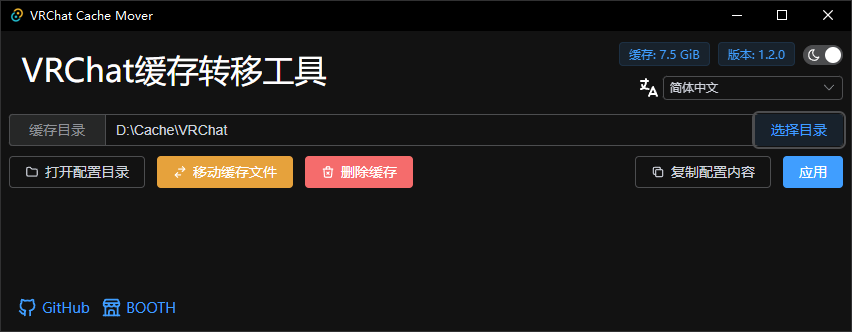 VRChat Cache Mover
VRChat缓存转移工具
缓存: 7.5 GiB 版本: 1.2.0
简体中文
缓存目录 D:\Cache\VRChat 选择目录
打开配置目录 移动缓存文件 删除缓存 复制配置内容 应用
GitHub BOOTH